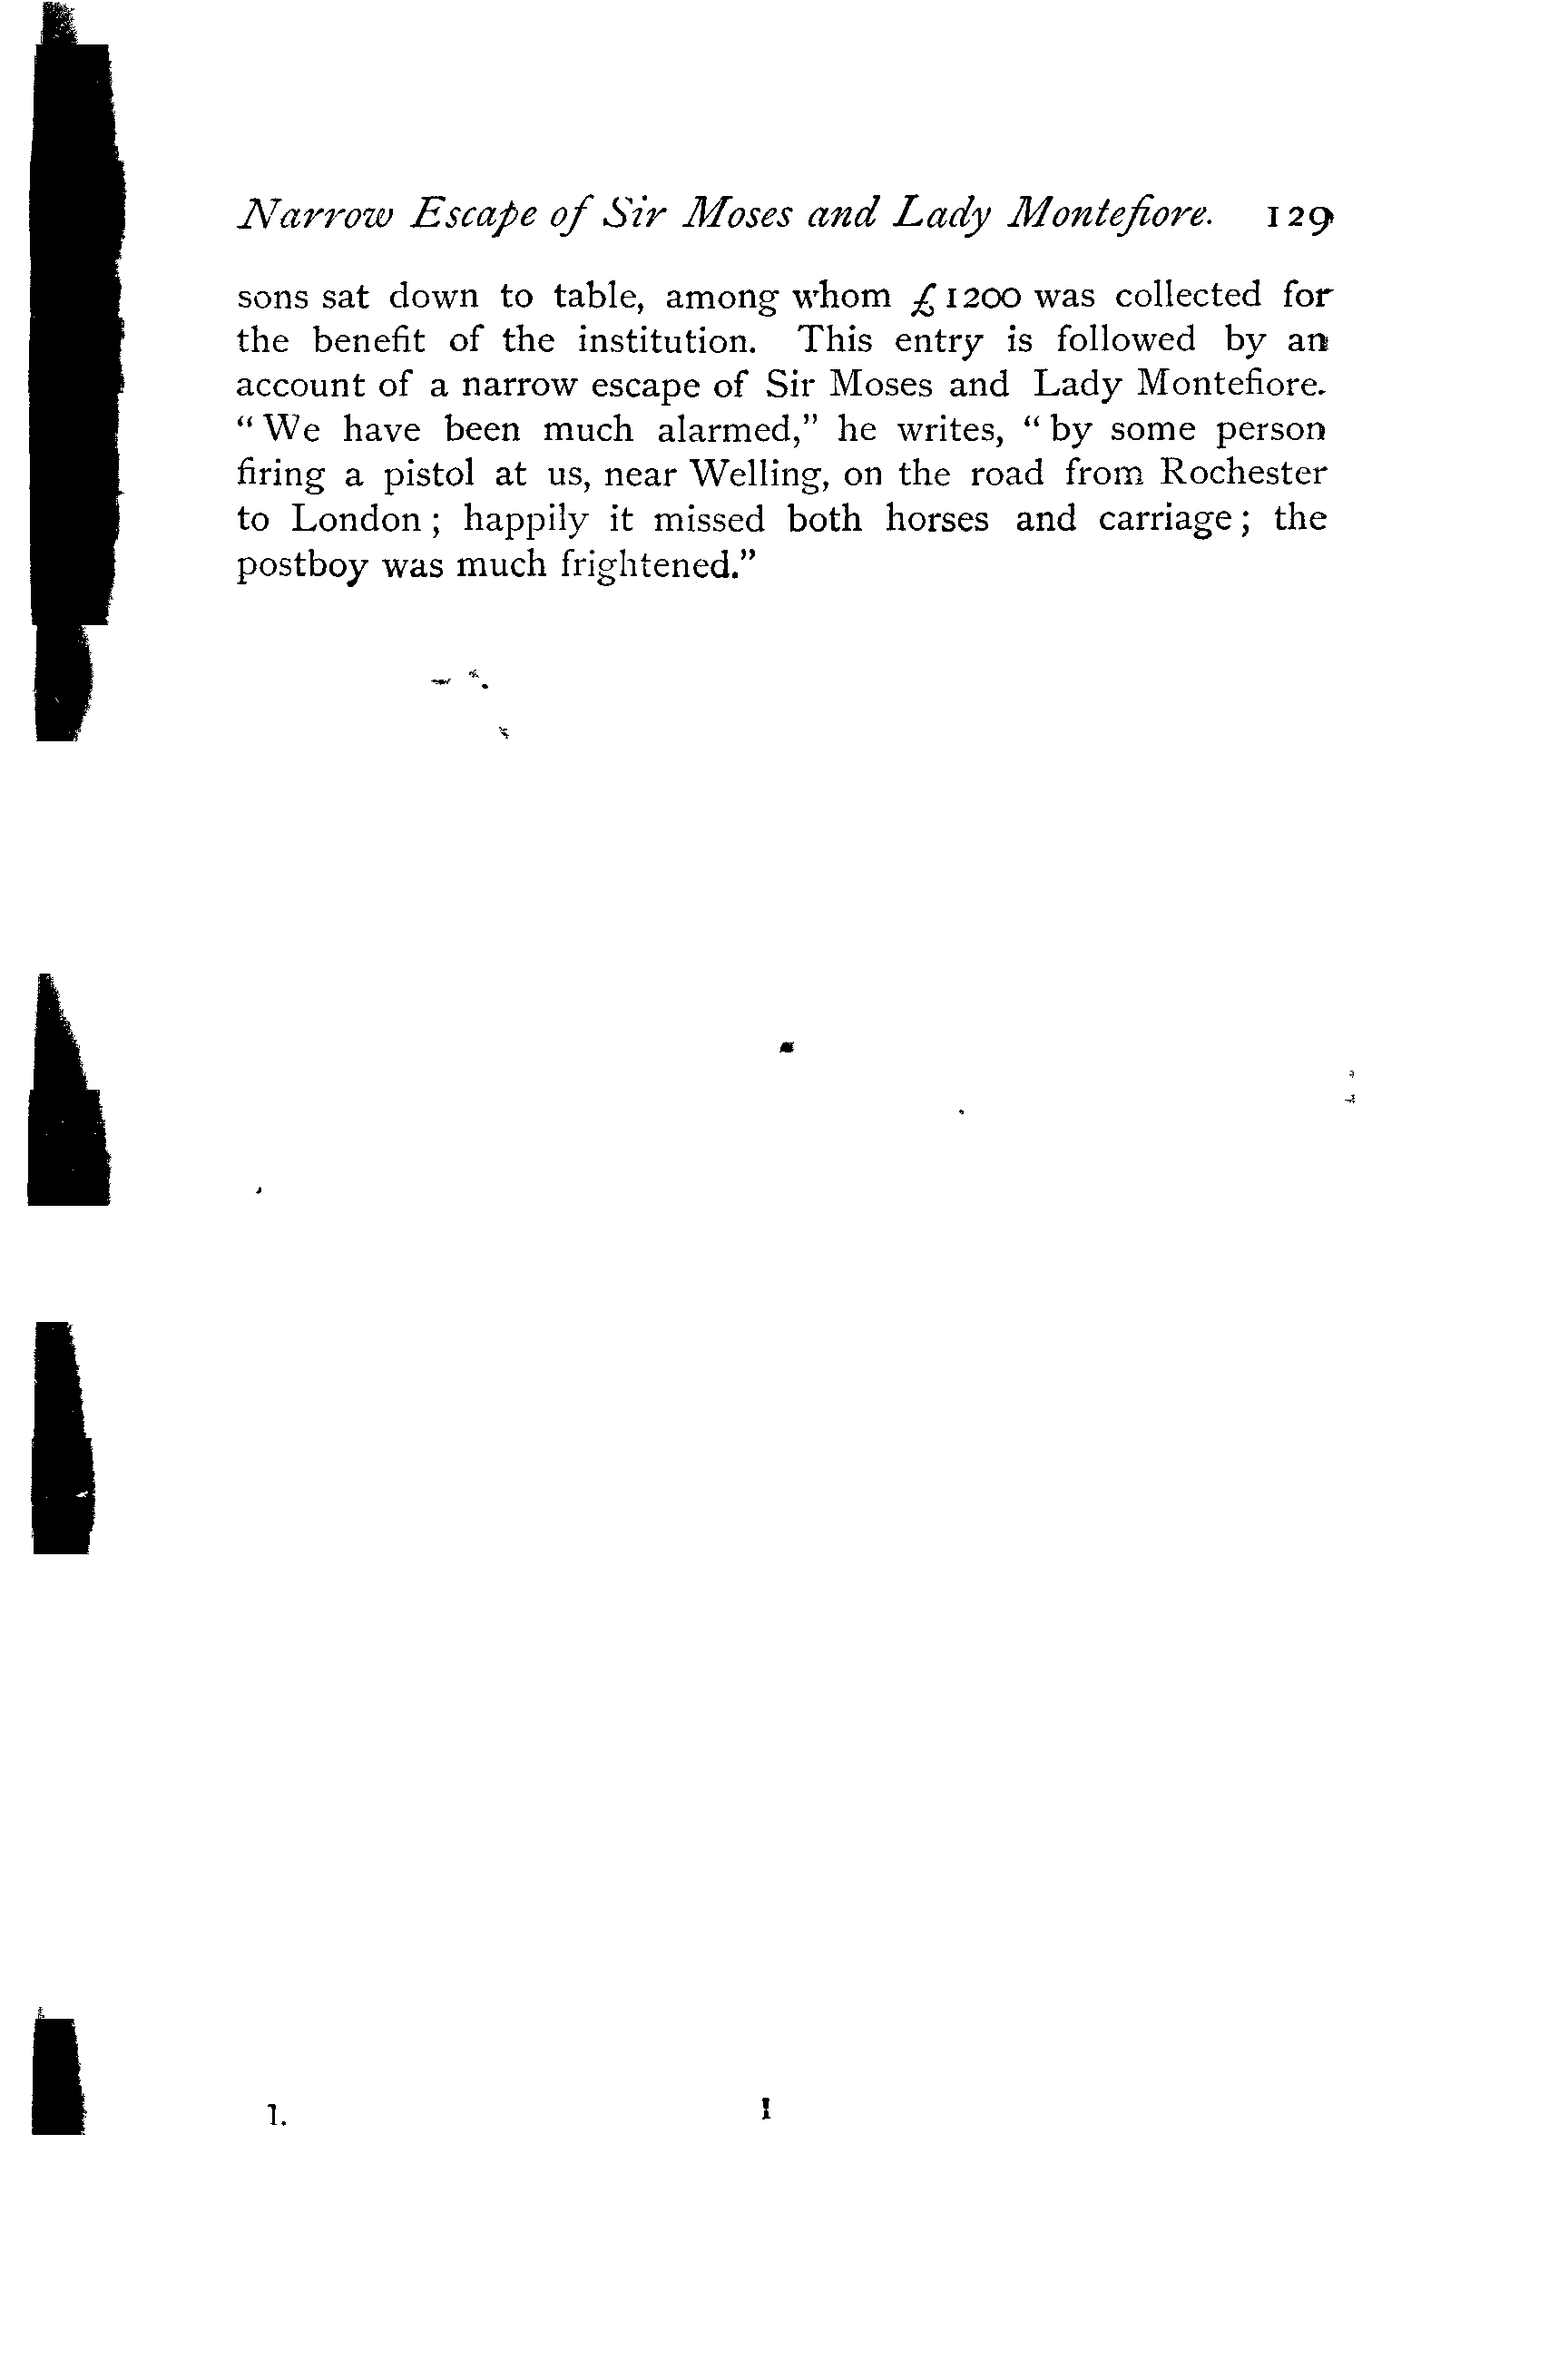 Narrow Escape of Sir Moses and Lady Montefiore. 129
sons sat down to table, among whom £1200 was collected for
the benefit of the institution. This entry is followed by an
account of a narrow escape of Sir Moses and Lady Montefiore.
“We have been much alarmed,” he writes, “by some person
firing a pistol at us, near Welling, on the road from Rochester
to London; happily it missed both horses and carriage; the
postboy was much frightened.”
1. I